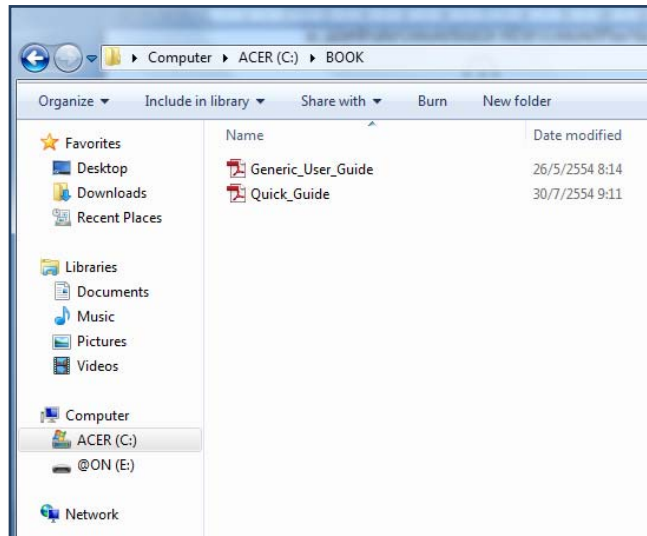 Computer ▸ ACER (C:) ▸ BOOK
Organize ▾ Include in library ▾ Share with ▾ Burn New folder
Favorites
Desktop
Downloads
Recent Places
Libraries
Documents
Music
Pictures
Videos
Computer
ACER (C:)
@ON (E:)
Network
Name Date modified
Generic_User_Guide 26/5/2554 8:14
Quick_Guide 30/7/2554 9:11